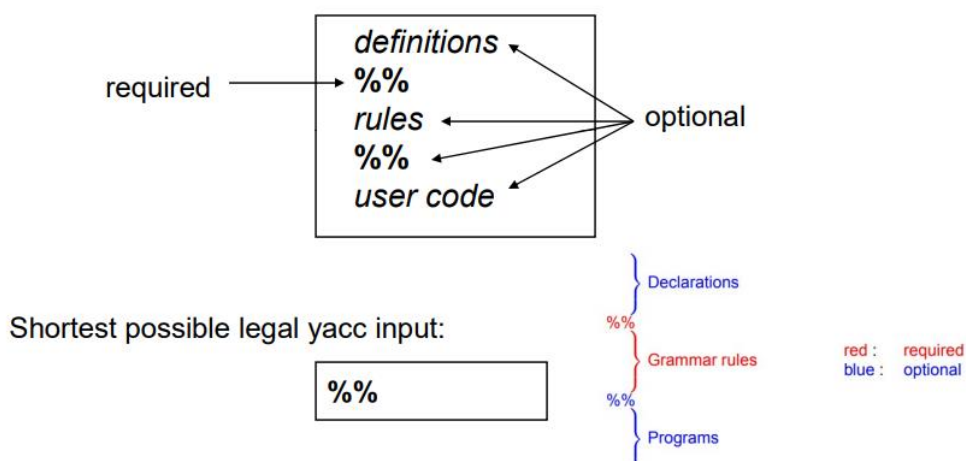 definitions
required
%%
rules
optional
%%
user code
Shortest possible legal yacc input:
%%
Declarations
%%
Grammar rules
red : required
blue : optional
%%
Programs